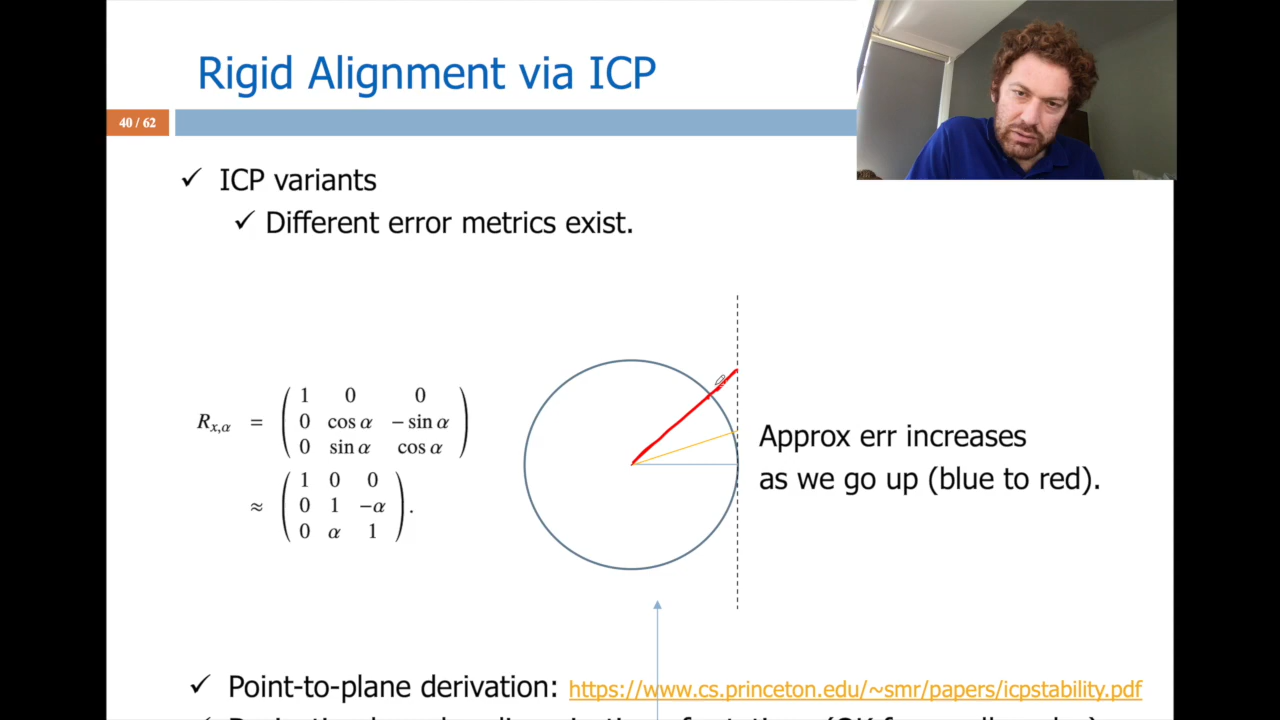 Rigid Alignment via ICP
40 / 62
✓ ICP variants
✓ Different error metrics exist.
R_{x,α} = ( 1 0 0
0 cos α − sin α
0 sin α cos α )
≈ ( 1 0 0
0 1 −α
0 α 1 ).
Approx err increases
as we go up (blue to red).
✓ Point-to-plane derivation: https://www.cs.princeton.edu/~smr/papers/icpstability.pdf